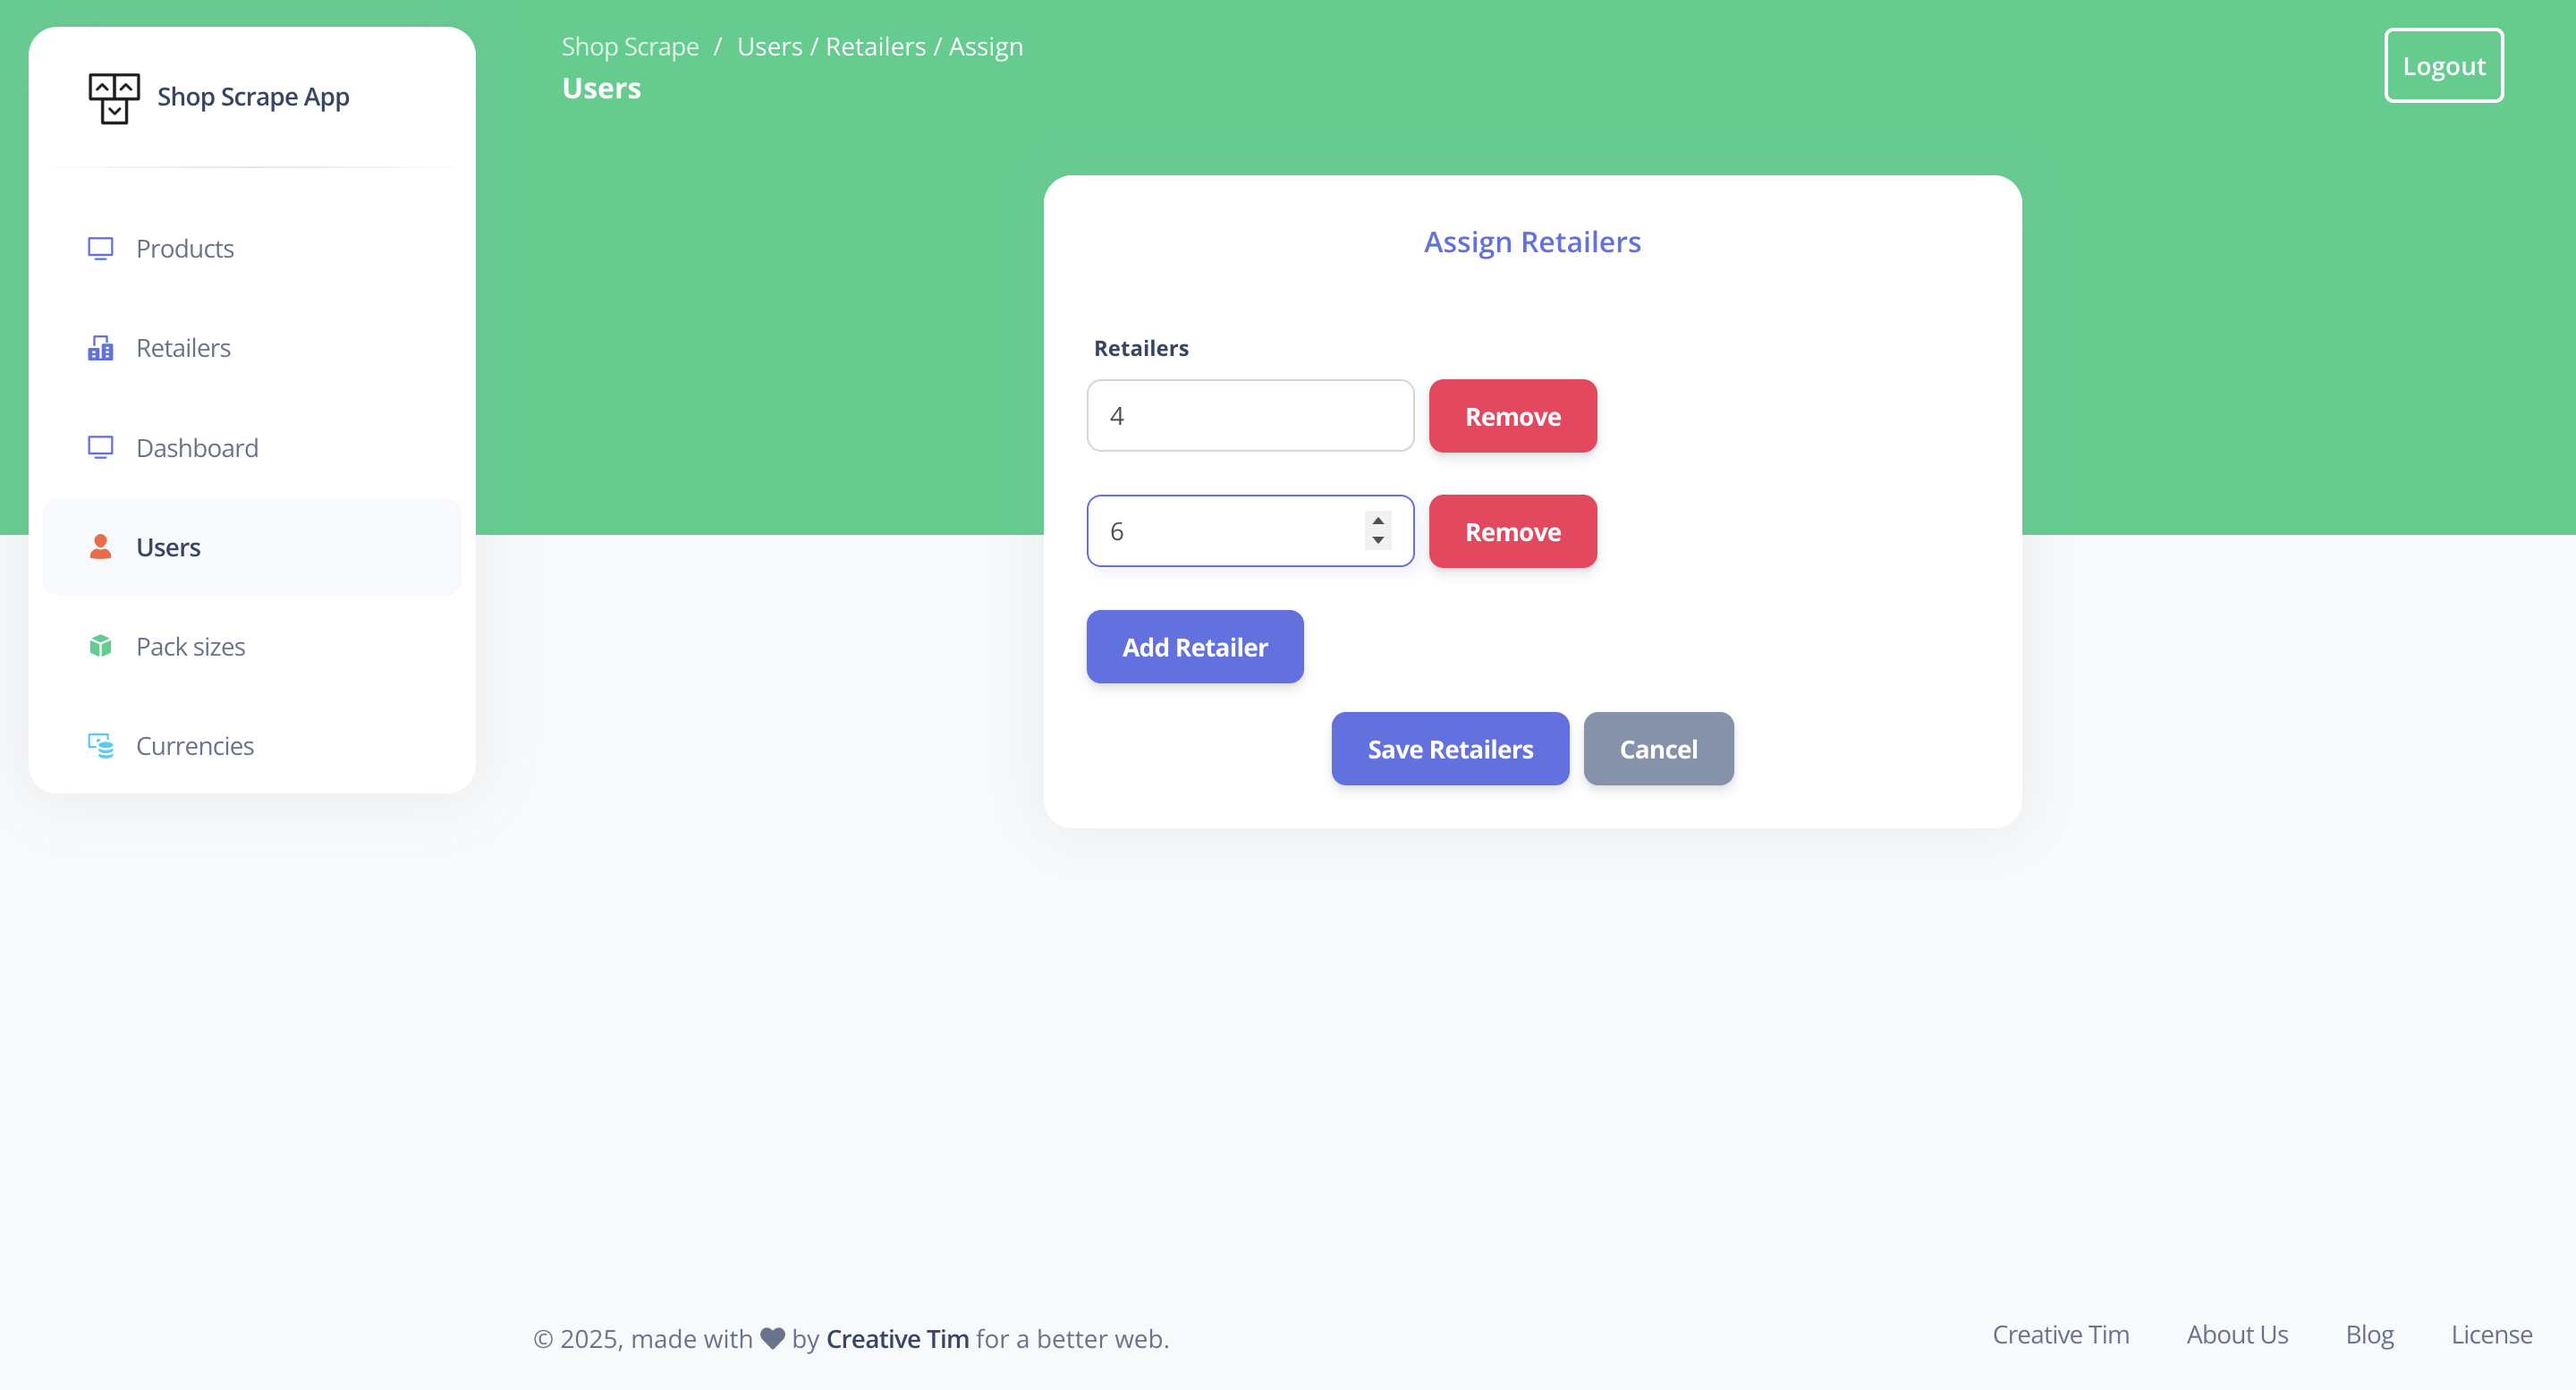 Shop Scrape App
Products
Retailers
Dashboard
Users
Pack sizes
Currencies
Shop Scrape / Users / Retailers / Assign
Users
Logout
Assign Retailers
Retailers
4 Remove
6 Remove
Add Retailer
Save Retailers Cancel
© 2025, made with by Creative Tim for a better web.
Creative Tim About Us Blog License